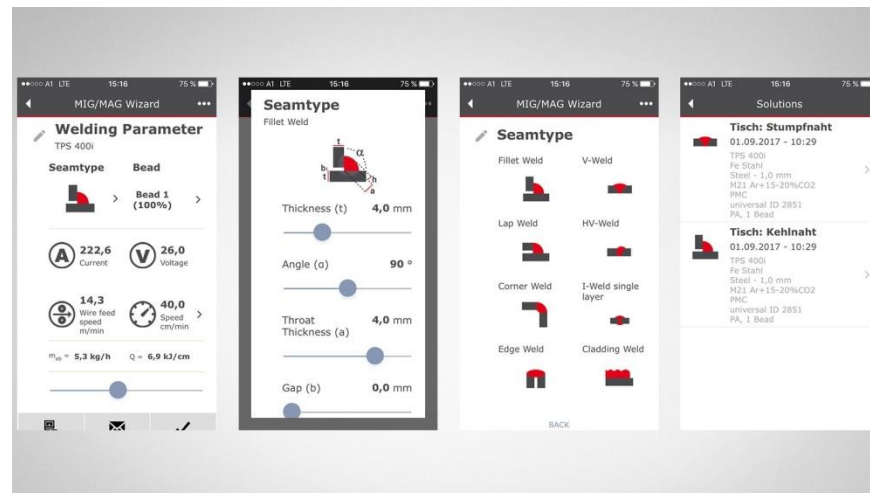 A1 LTE 15:16 75 %
MIG/MAG Wizard
Welding Parameter
TPS 400i
Seamtype Bead
Bead 1
(100%)
A 222,6 V 26,0
Current Voltage
14,3 40,0
Wire feed Speed
speed cm/min
m/min
m_ab = 5,3 kg/h Q = 6,9 kJ/cm
A1 LTE 15:16 75 %
Seamtype
Fillet Weld
t
α
b
t
h
a
Thickness (t) 4,0 mm
Angle (α) 90 °
Throat 4,0 mm
Thickness (a)
Gap (b) 0,0 mm
A1 LTE 15:16 75 %
MIG/MAG Wizard
Seamtype
Fillet Weld V-Weld
Lap Weld HV-Weld
Corner Weld I-Weld single
layer
Edge Weld Cladding Weld
BACK
A1 LTE 15:16 75 %
Solutions
Tisch: Stumpfnaht
01.09.2017 - 10:29
TPS 400i
Fe Stahl
Steel - 1,0 mm
M21 Ar+15-20%CO2
PMC
universal ID 2851
PA, 1 Bead
Tisch: Kehlnaht
01.09.2017 - 10:29
TPS 400i
Fe Stahl
Steel - 1,0 mm
M21 Ar+15-20%CO2
PMC
universal ID 2851
PA, 1 Bead